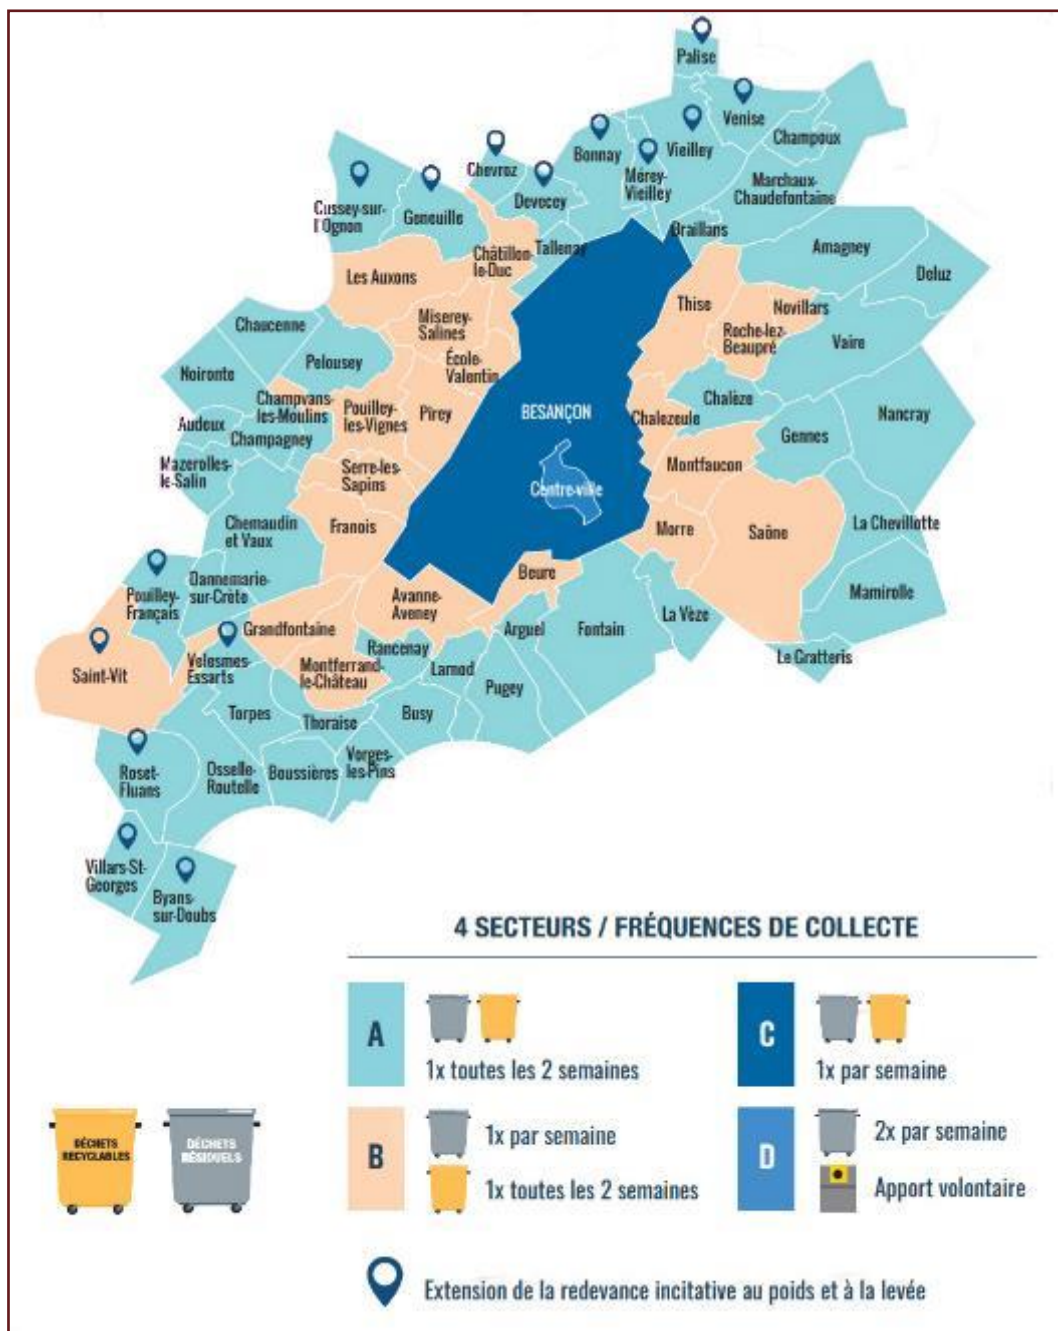 Palise
Venise
Champoux
Vieilley
Bonnay
Mérey-
Vieilley
Marchaux-
Chaudefontaine
Chevroz
Devecey
Cussey-sur-
l'Ognon
Geneuille
Braillans
Tallenay
Châtillon-
le-Duc
Amagney
Deluz
Les Auxons
Thise
Novillars
Roche-lez-
Beaupré
Vaire
Chaucenne
Miserey-
Salines
Pelousey
École-
Valentin
Noironte
Champvans-
les-Moulins
Pouilley-
les-Vignes
Pirey
BESANÇON
Chalèze
Chalezeule
Nancray
Audeux
Champagney
Gennes
Mazerolles-
le-Salin
Serre-les-
Sapins
Montfaucon
Centre-ville
Chemaudin
et Vaux
Franois
Morre
Saône
La Chevillotte
Dannemarie-
sur-Crète
Beure
Mamirolle
Pouilley-
Français
Avanne-
Aveney
La Vèze
Grandfontaine
Arguel
Fontain
Rancenay
Le Gratteris
Saint-Vit
Velesmes-
Essarts
Montferrand-
le-Château
Larnod
Pugey
Torpes
Thoraise
Busy
Roset-
Fluans
Osselle-
Routelle
Boussières
Vorges-
les-Pins
Villars-St-
Georges
Byans-
sur-Doubs
4 SECTEURS / FRÉQUENCES DE COLLECTE
A
1x toutes les 2 semaines
C
1x par semaine
DÉCHETS
RECYCLABLES
DÉCHETS
RÉSIDUELS
B
1x par semaine
1x toutes les 2 semaines
D
2x par semaine
Apport volontaire
Extension de la redevance incitative au poids et à la levée